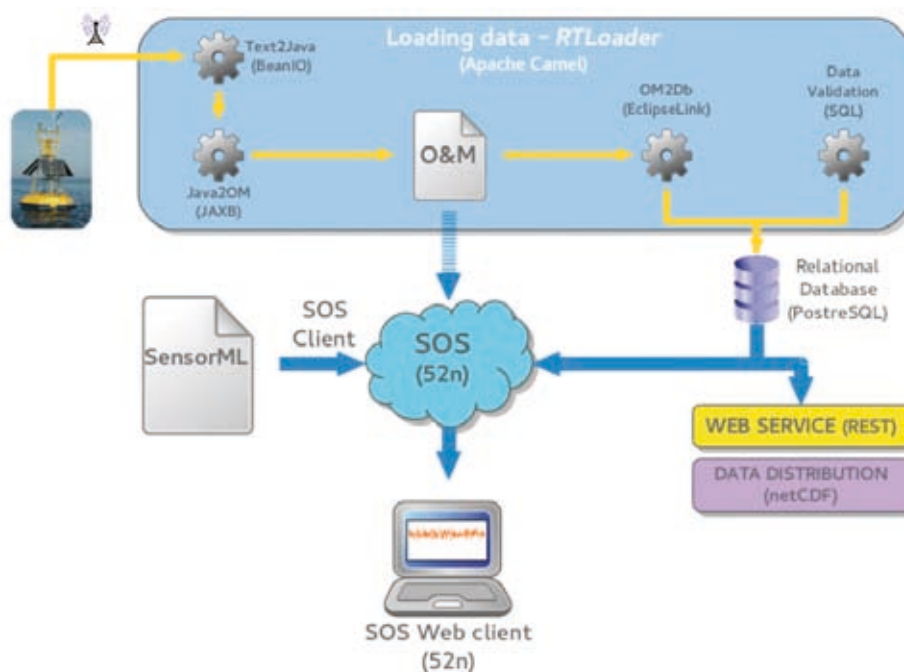 Loading data - RTLoader
(Apache Camel)
Text2Java
(BeanIO)
Java2OM
(JAXB)
O&M
OM2Db
(EclipseLink)
Data
Validation
(SQL)
Relational
Database
(PostreSQL)
SensorML
SOS
Client
SOS
(52n)
WEB SERVICE (REST)
DATA DISTRIBUTION
(netCDF)
SOS Web client
(52n)